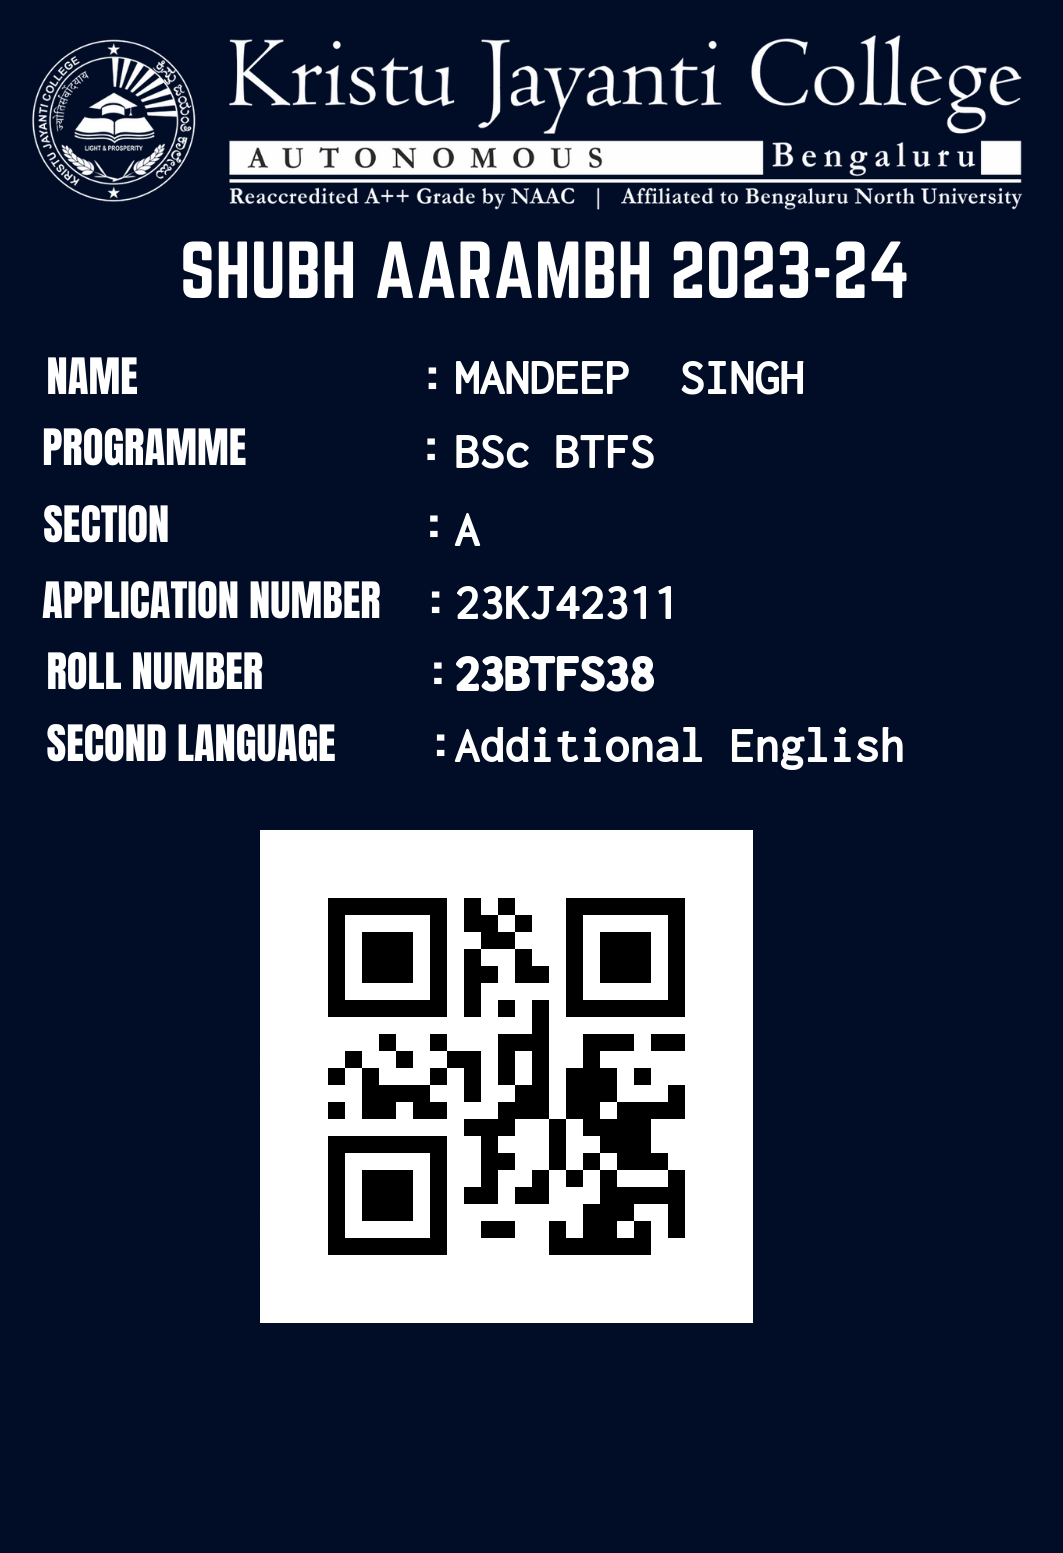 KRISTU JAYANTI COLLEGE
ಕ್ರಿಸ್ತು ಜಯಂತಿ ಕಾಲೇಜು
ज्योतिर्समृद्धिश्च
LIGHT & PROSPERITY
Kristu Jayanti College
AUTONOMOUS Bengaluru
Reaccredited A++ Grade by NAAC | Affiliated to Bengaluru North University
SHUBH AARAMBH 2023-24
NAME : MANDEEP SINGH
PROGRAMME : BSc BTFS
SECTION : A
APPLICATION NUMBER : 23KJ42311
ROLL NUMBER : 23BTFS38
SECOND LANGUAGE : Additional English